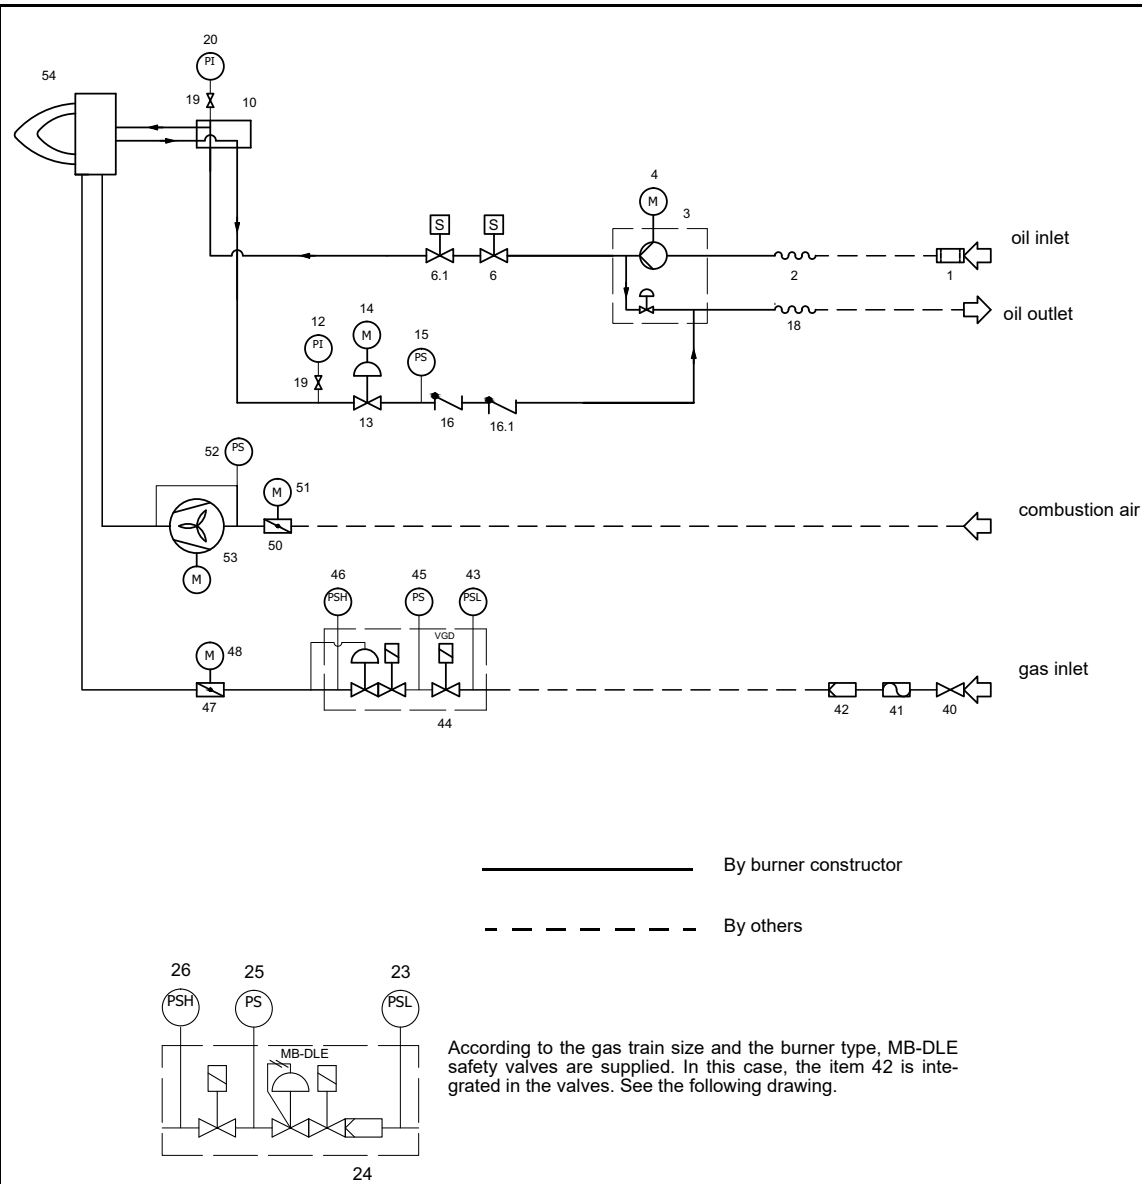 20
PI
54
19
10
4
M
3
S
S
oil inlet
6.1
6
2
1
14
12
M
15
oil outlet
18
PI
PS
19
13
16
16.1
52
PS
M
51
combustion air
50
53
M
46
45
43
PSH
PS
PSL
VGD
M
48
gas inlet
47
44
42
41
40
By burner constructor
By others
26
25
23
PSH
PS
PSL
MB-DLE
According to the gas train size and the burner type, MB-DLE
safety valves are supplied. In this case, the item 42 is inte-
grated in the valves. See the following drawing.
24